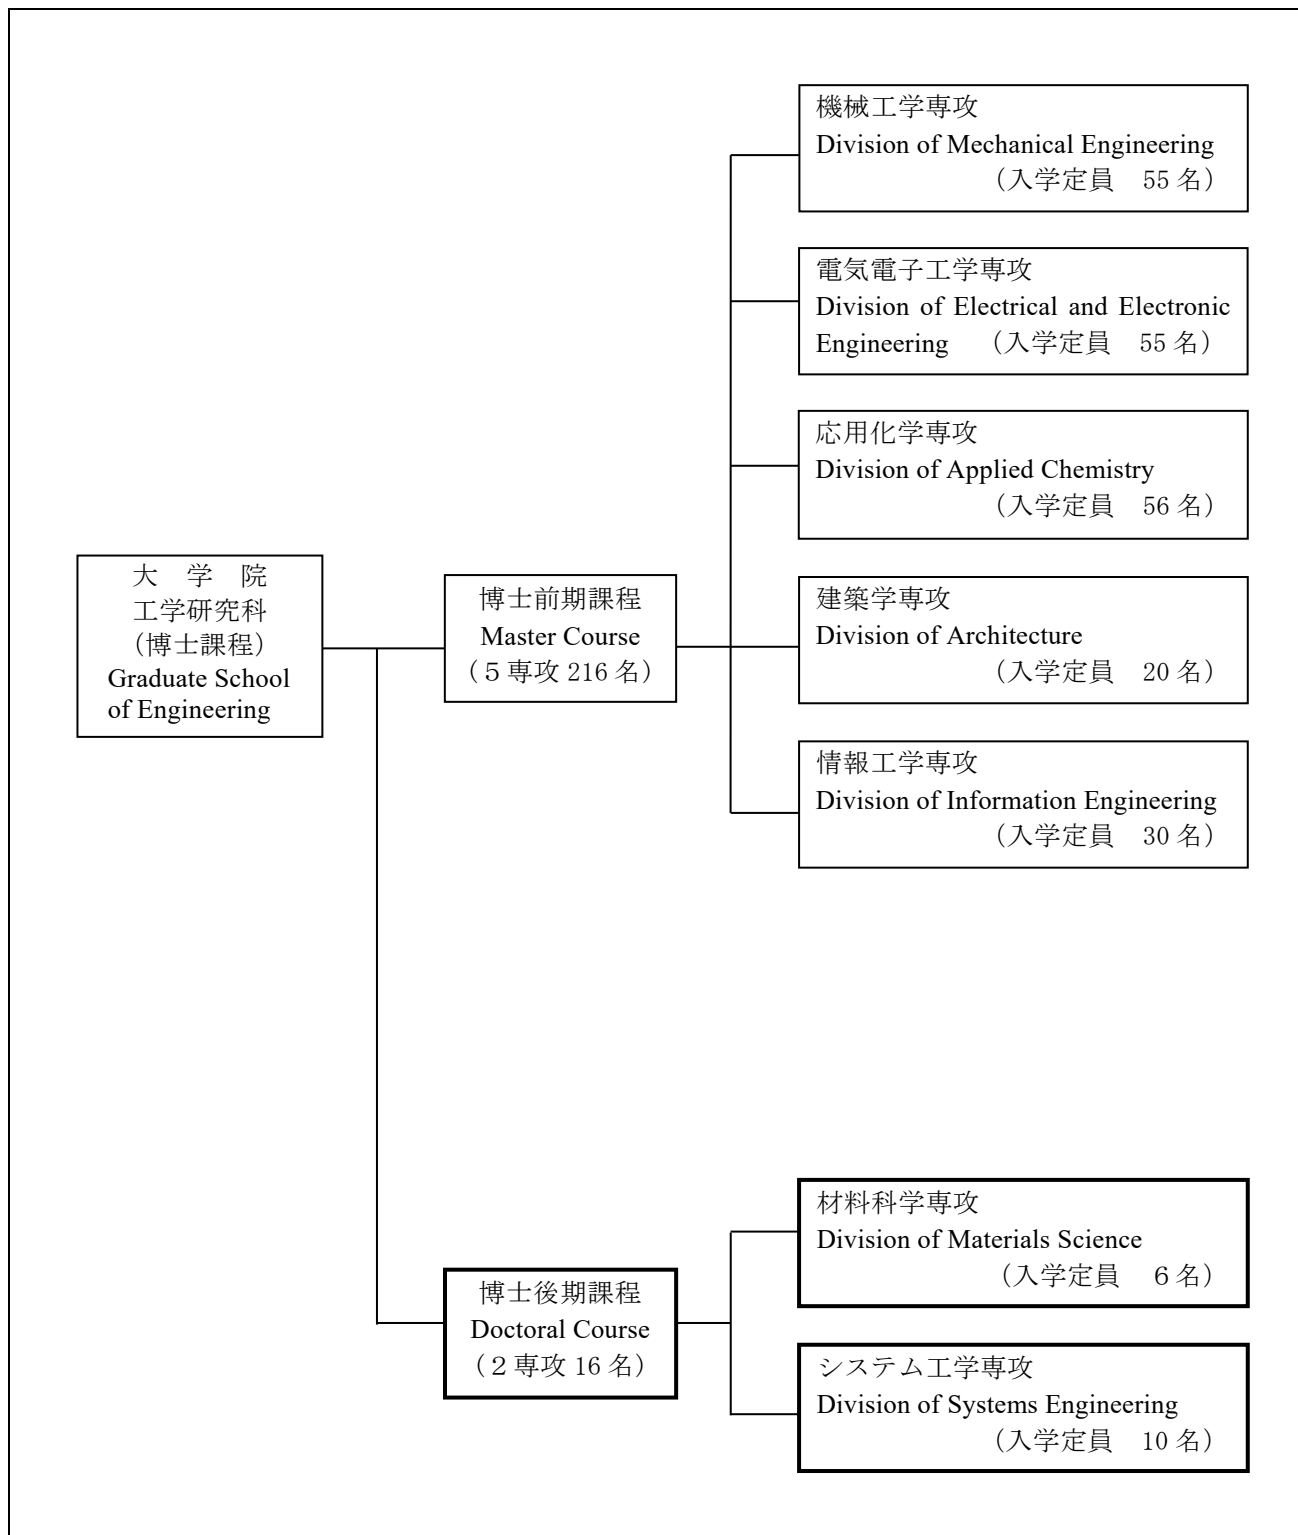 大　学　院
工学研究科
（博士課程）
Graduate School
of Engineering
博士前期課程
Master Course
（５専攻 216 名）
機械工学専攻
Division of Mechanical Engineering
（入学定員　55 名）
電気電子工学専攻
Division of Electrical and Electronic
Engineering　（入学定員　55 名）
応用化学専攻
Division of Applied Chemistry
（入学定員　56 名）
建築学専攻
Division of Architecture
（入学定員　20 名）
情報工学専攻
Division of Information Engineering
（入学定員　30 名）
博士後期課程
Doctoral Course
（２専攻 16 名）
材料科学専攻
Division of Materials Science
（入学定員　６名）
システム工学専攻
Division of Systems Engineering
（入学定員　10 名）